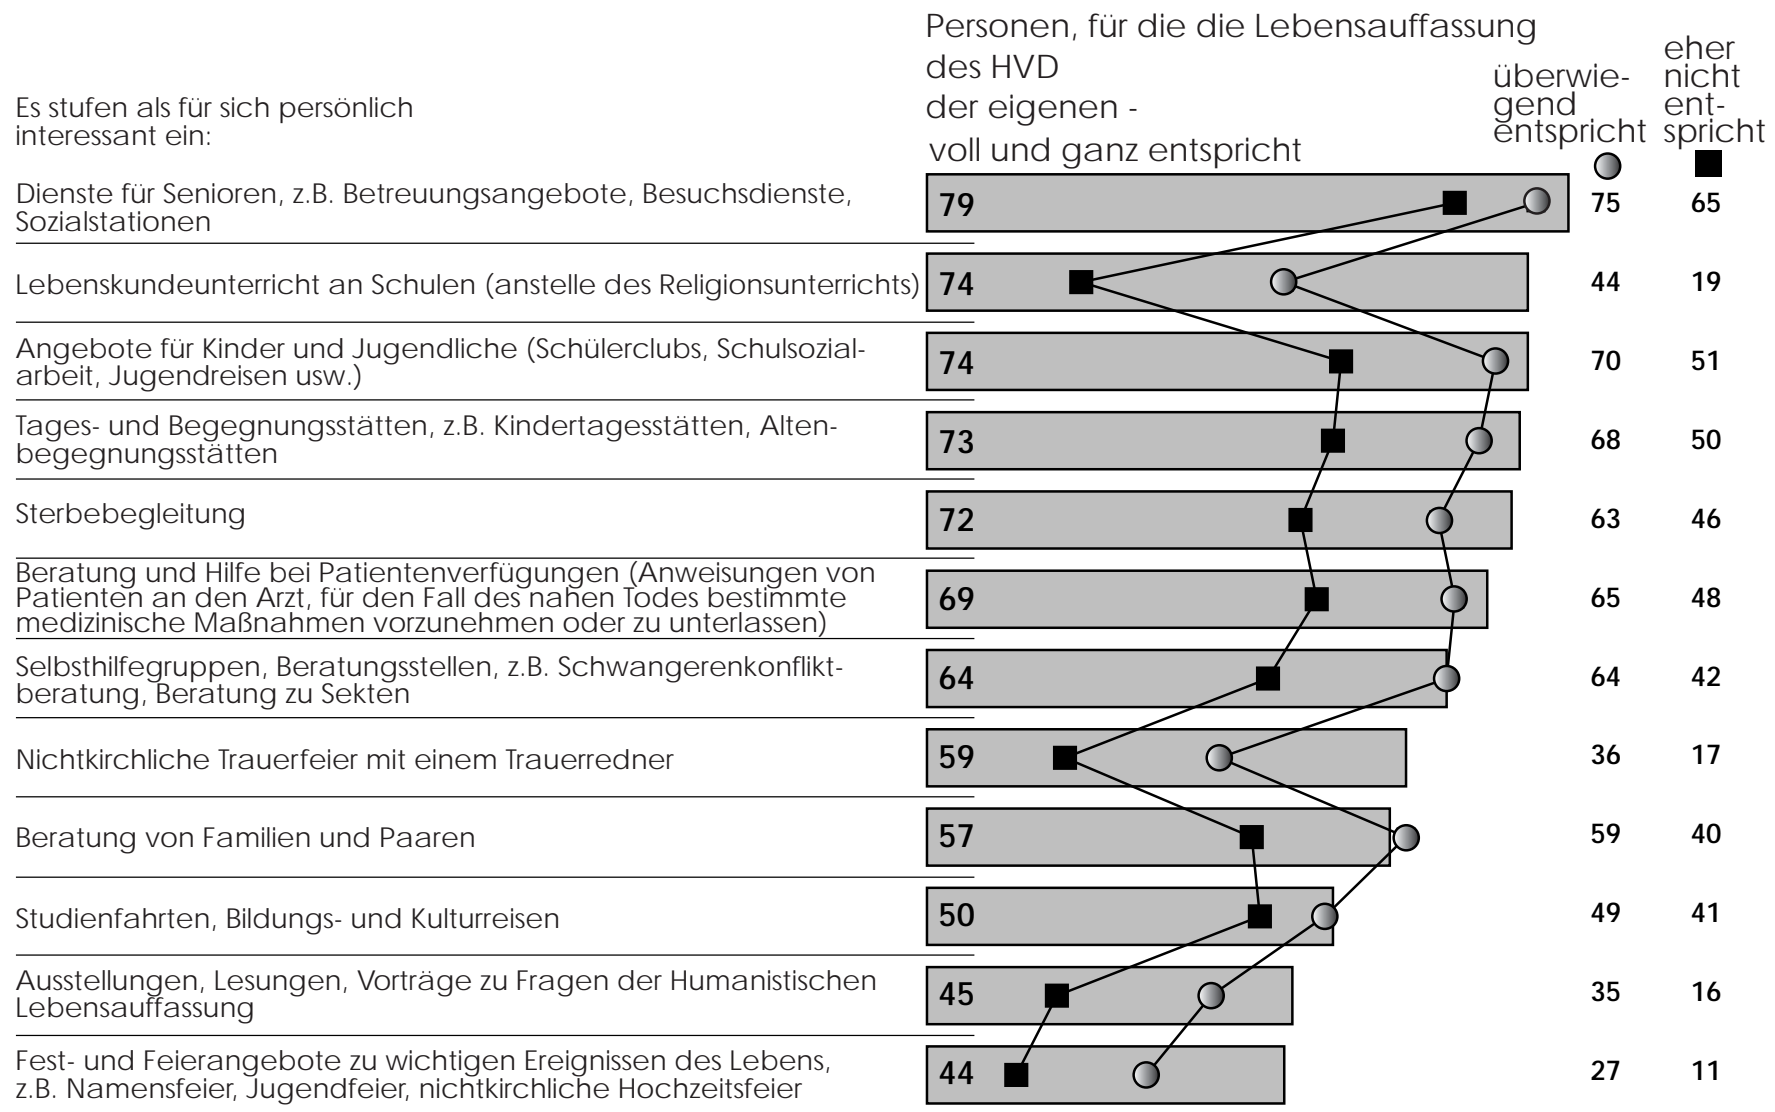 Personen, für die die Lebensauffassung
des HVD
der eigenen -
voll und ganz entspricht
überwie-
gend
entspricht
eher
nicht
ent-
spricht
Es stufen als für sich persönlich
interessant ein:
Dienste für Senioren, z.B. Betreuungsangebote, Besuchsdienste,
Sozialstationen
79 75 65
Lebenskundeunterricht an Schulen (anstelle des Religionsunterrichts)
74 44 19
Angebote für Kinder und Jugendliche (Schülerclubs, Schulsozial-
arbeit, Jugendreisen usw.)
74 70 51
Tages- und Begegnungsstätten, z.B. Kindertagesstätten, Alten-
begegnungsstätten
73 68 50
Sterbebegleitung
72 63 46
Beratung und Hilfe bei Patientenverfügungen (Anweisungen von
Patienten an den Arzt, für den Fall des nahen Todes bestimmte
medizinische Maßnahmen vorzunehmen oder zu unterlassen)
69 65 48
Selbsthilfegruppen, Beratungsstellen, z.B. Schwangerenkonflikt-
beratung, Beratung zu Sekten
64 64 42
Nichtkirchliche Trauerfeier mit einem Trauerredner
59 36 17
Beratung von Familien und Paaren
57 59 40
Studienfahrten, Bildungs- und Kulturreisen
50 49 41
Ausstellungen, Lesungen, Vorträge zu Fragen der Humanistischen
Lebensauffassung
45 35 16
Fest- und Feierangebote zu wichtigen Ereignissen des Lebens,
z.B. Namensfeier, Jugendfeier, nichtkirchliche Hochzeitsfeier
44 27 11